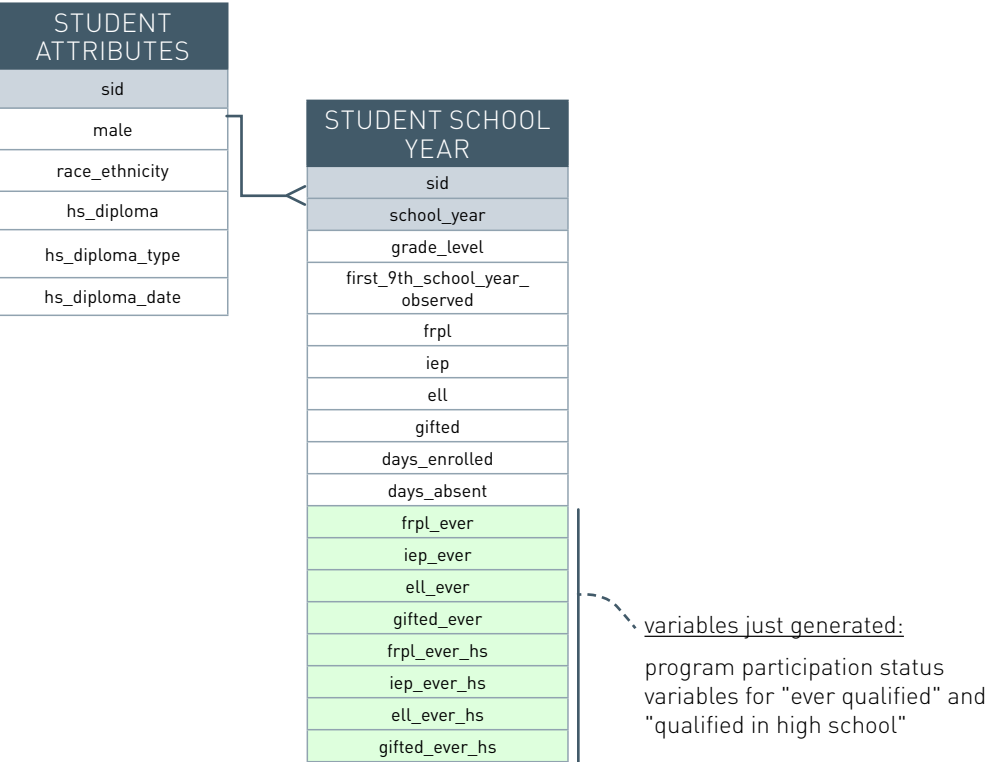 STUDENT
ATTRIBUTES
sid
male
race_ethnicity
hs_diploma
hs_diploma_type
hs_diploma_date
STUDENT SCHOOL
YEAR
sid
school_year
grade_level
first_9th_school_year_
observed
frpl
iep
ell
gifted
days_enrolled
days_absent
frpl_ever
iep_ever
ell_ever
gifted_ever
frpl_ever_hs
iep_ever_hs
ell_ever_hs
gifted_ever_hs
variables just generated:
program participation status
variables for "ever qualified" and
"qualified in high school"